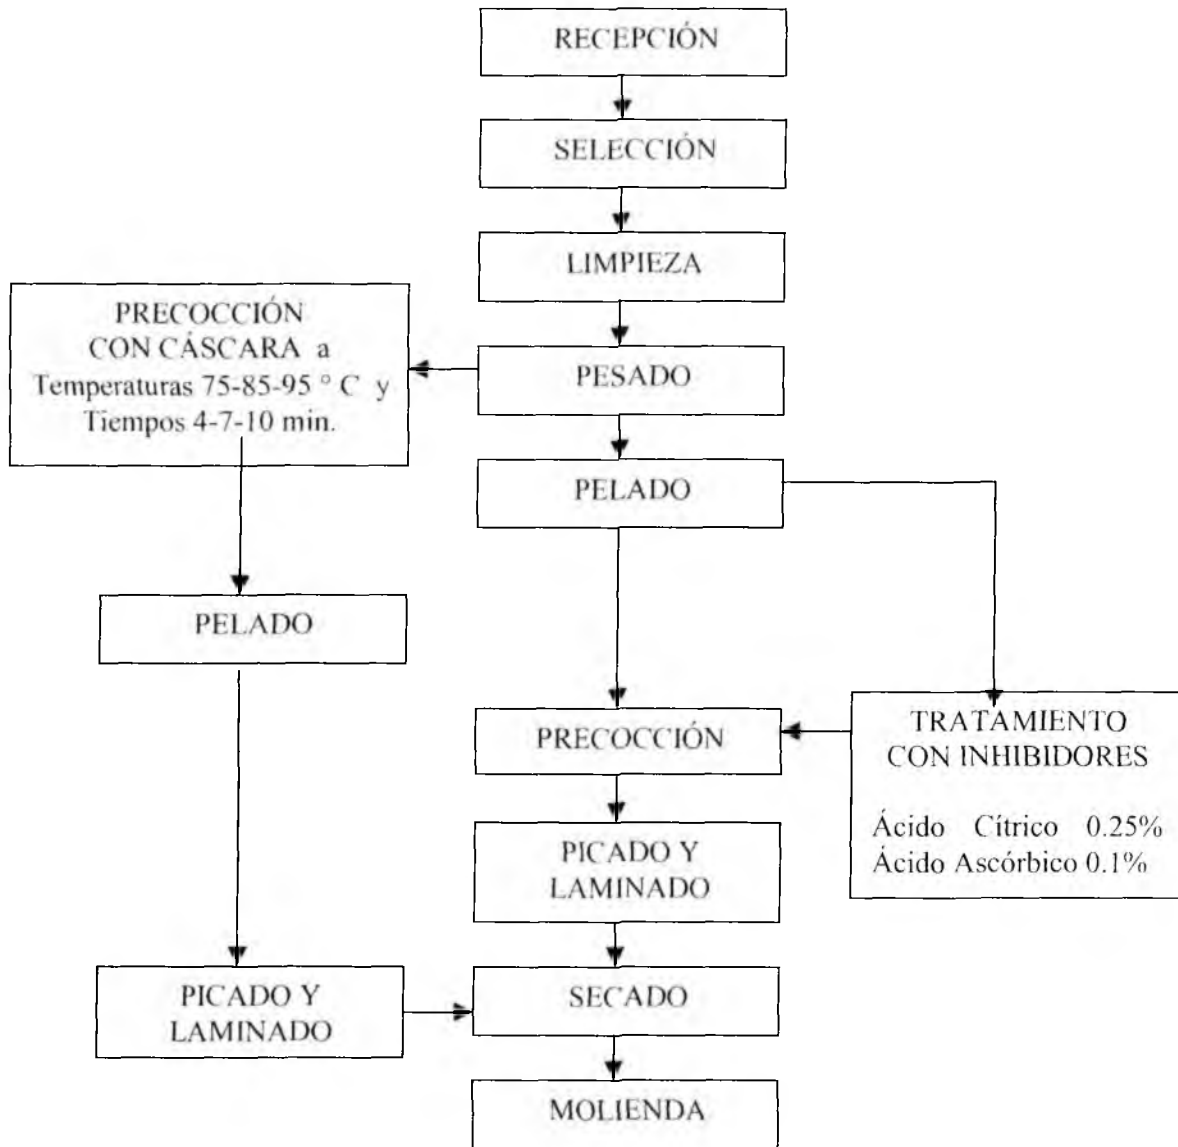 RECEPCIÓN
SELECCIÓN
LIMPIEZA
PRECOCCIÓN
CON CÁSCARA a
Temperaturas 75-85-95 ° C y
Tiempos 4-7-10 min.
PESADO
PELADO
PELADO
PRECOCCIÓN
TRATAMIENTO
CON INHIBIDORES
Ácido Cítrico 0.25%
Ácido Ascórbico 0.1%
PICADO Y
LAMINADO
PICADO Y
LAMINADO
SECADO
MOLIENDA